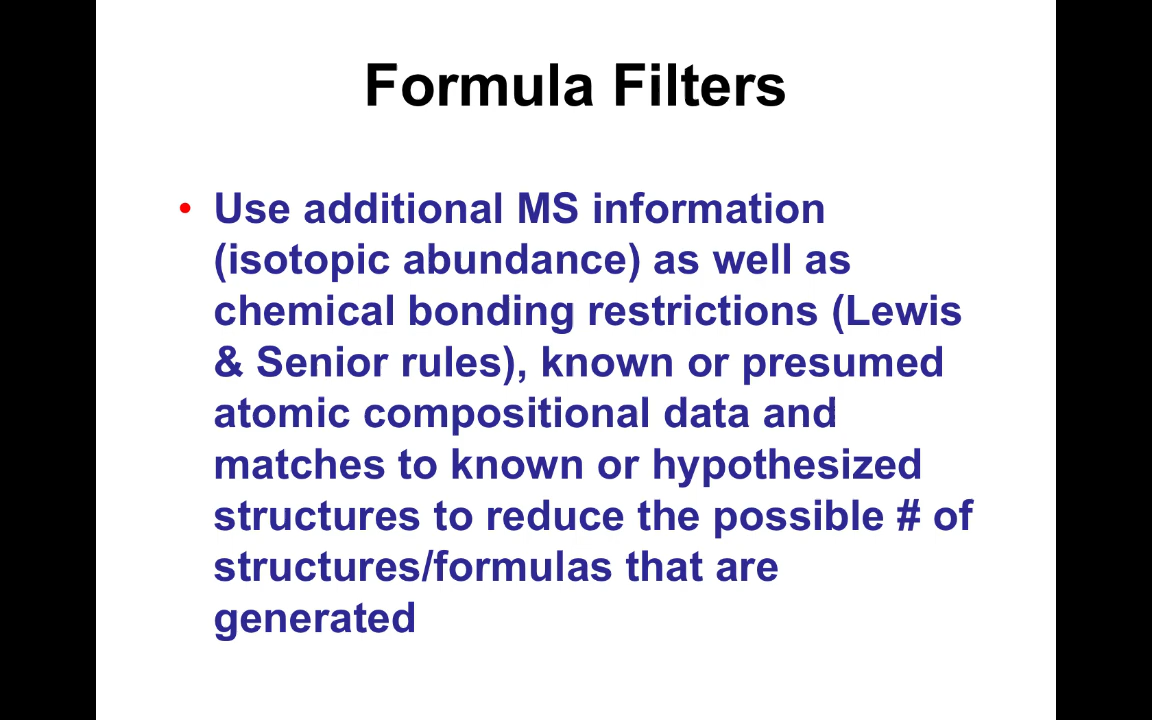 Formula Filters
• Use additional MS information
(isotopic abundance) as well as
chemical bonding restrictions (Lewis
& Senior rules), known or presumed
atomic compositional data and
matches to known or hypothesized
structures to reduce the possible # of
structures/formulas that are
generated